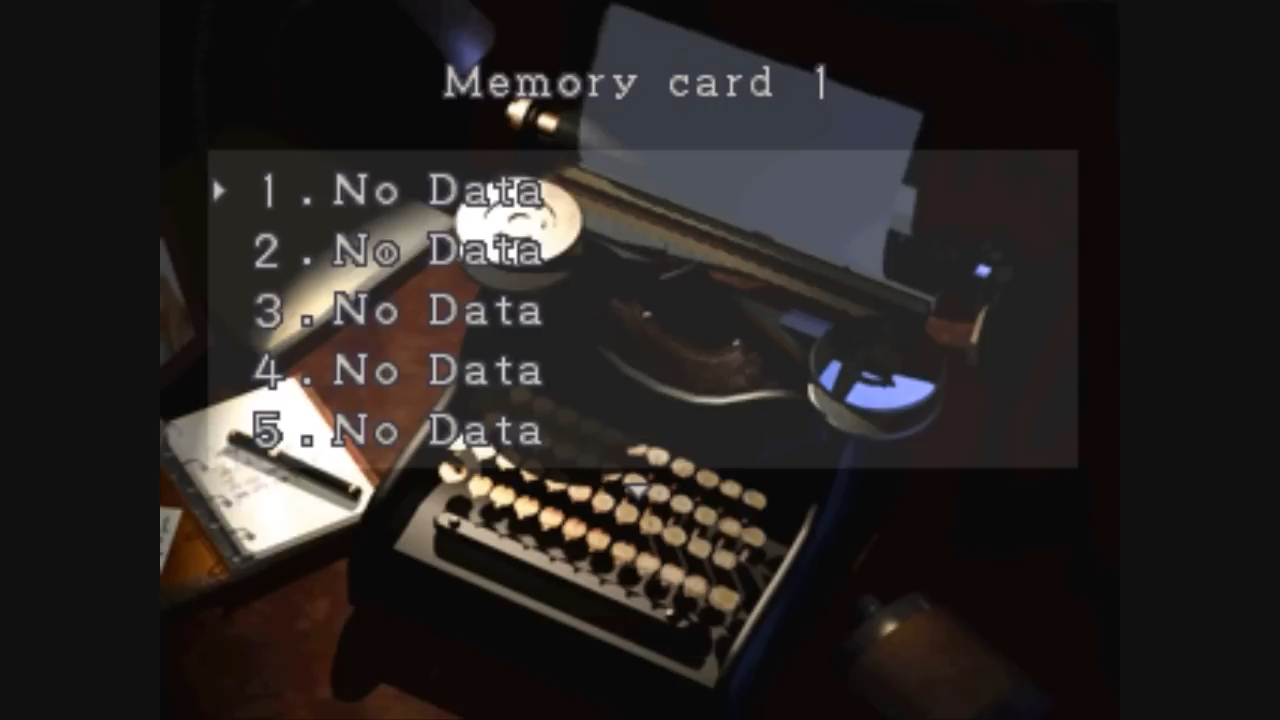 Memory card 1
1.No Data
2.No Data
3.No Data
4.No Data
5.No Data